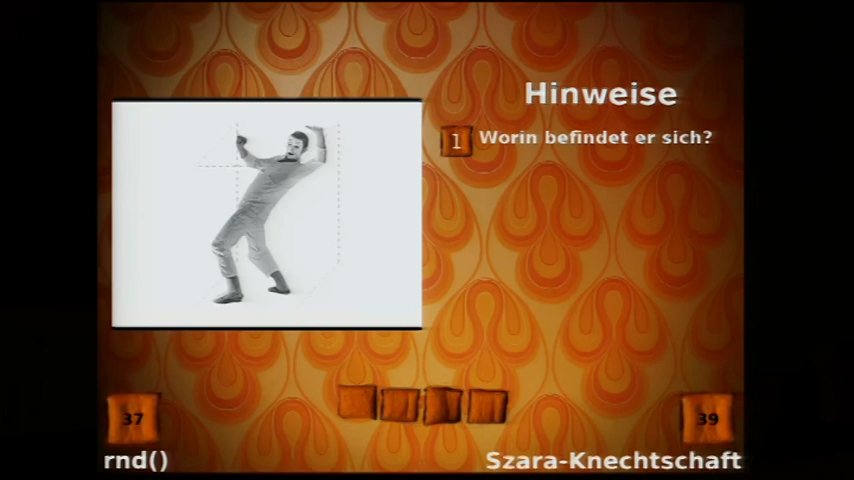 Hinweise
1 Worin befindet er sich?
37
39
rnd()
Szara-Knechtschaft